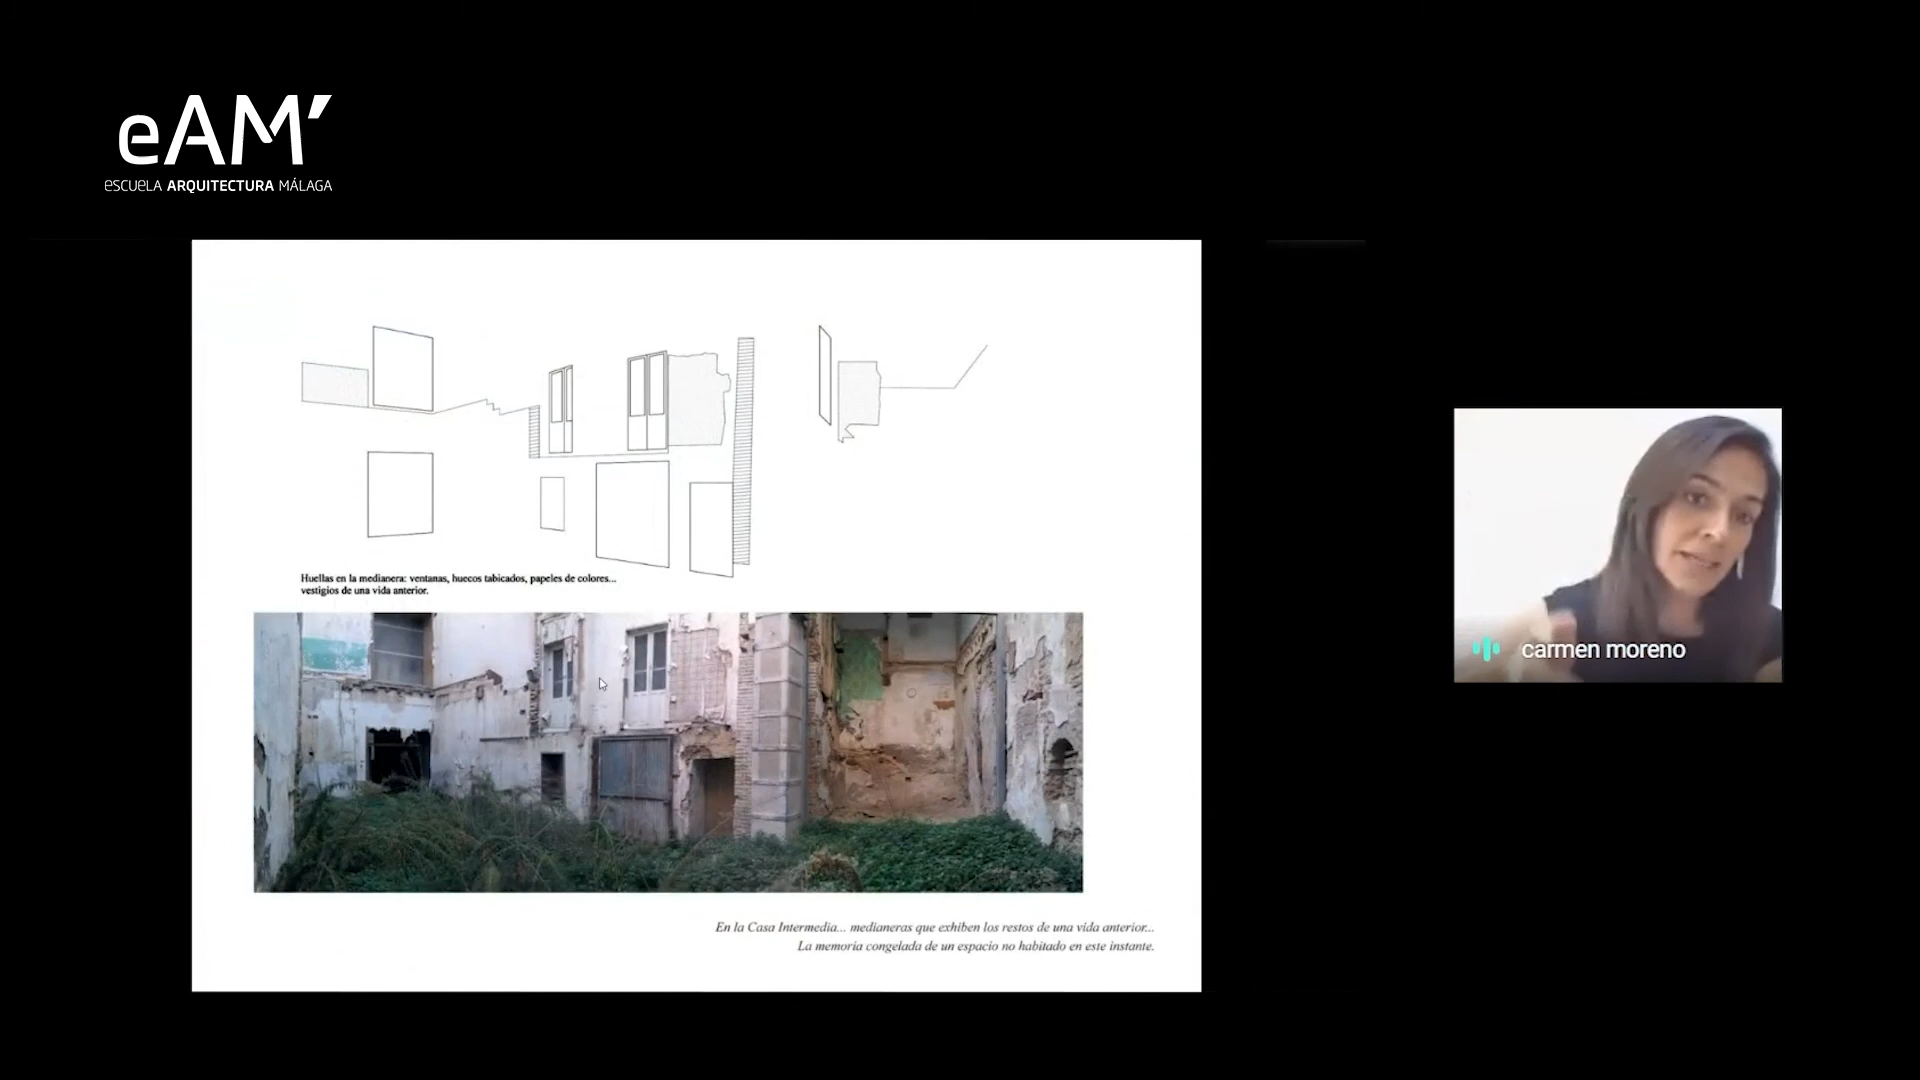 eAM'
escuela ARQUITECTURA MÁLAGA
Huellas en la medianera: ventanas, huecos tabicados, papeles de colores...
vestigios de una vida anterior.
carmen moreno
En la Casa Intermedia... medianeras que exhiben los restos de una vida anterior...
La memoria congelada de un espacio no habitado en este instante.